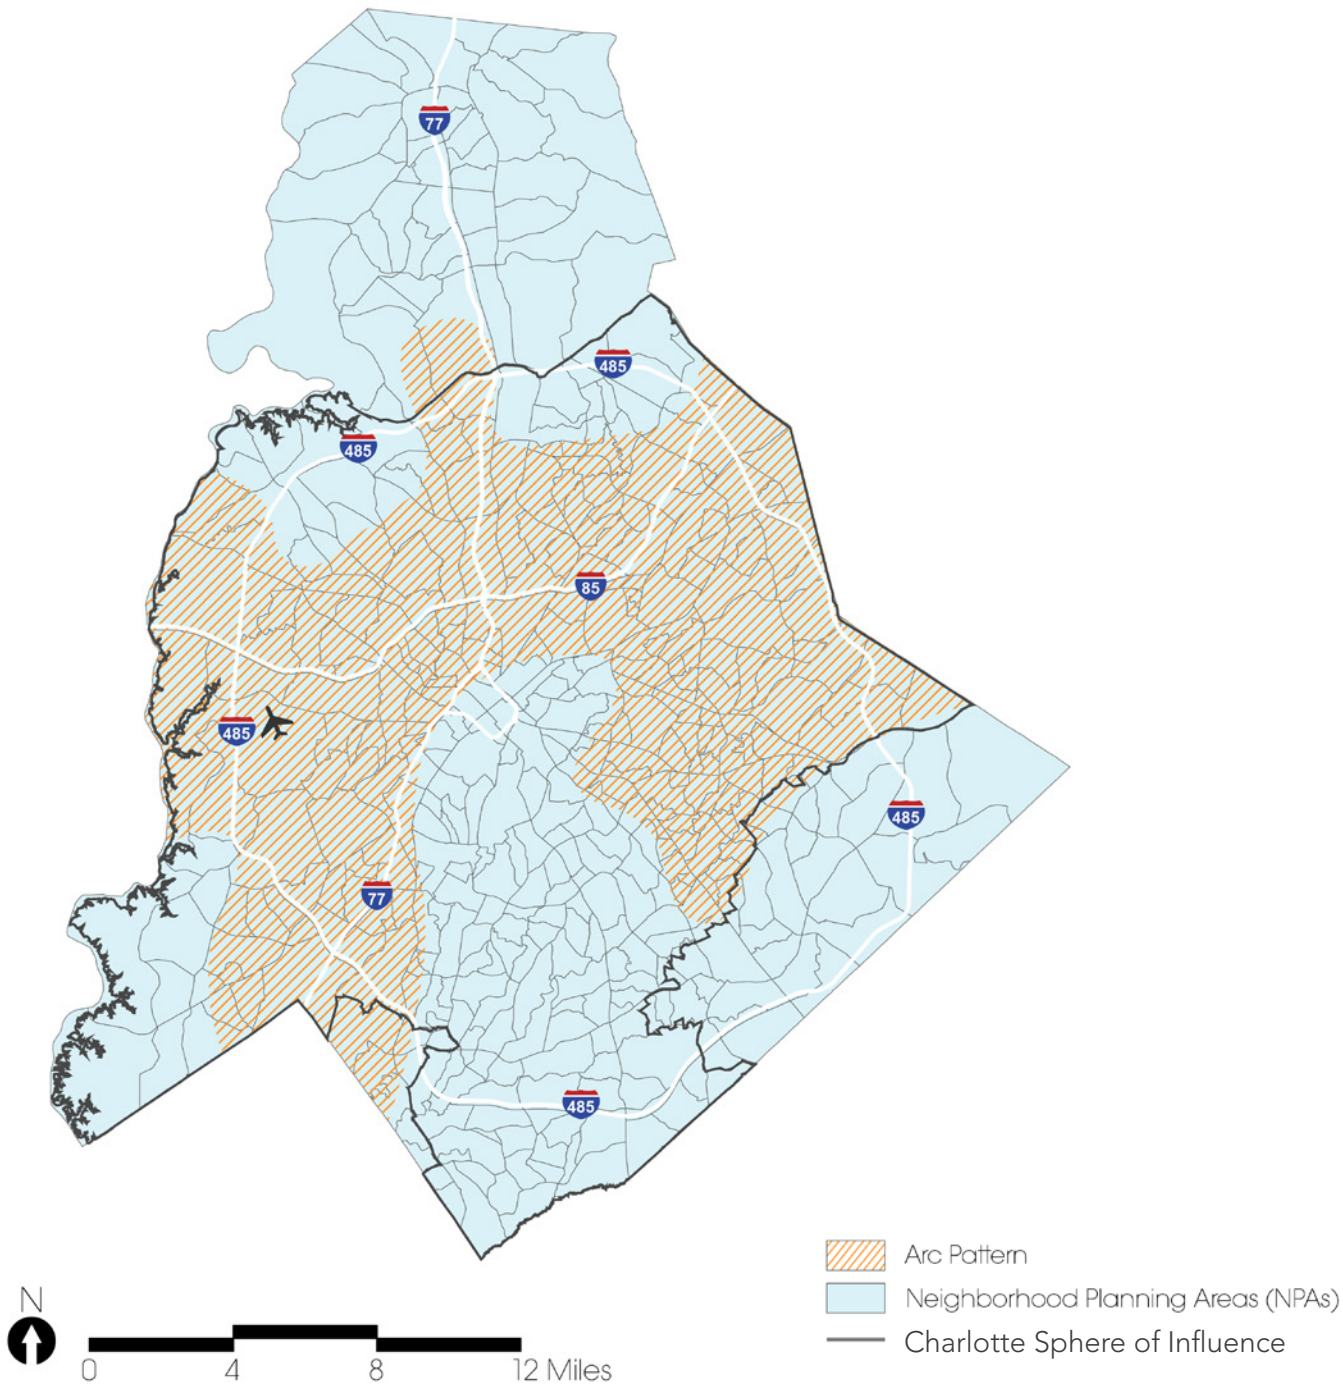 77
485
485
85
485
485
77
485
Arc Pattern
Neighborhood Planning Areas (NPAs)
Charlotte Sphere of Influence
N
0 4 8 12 Miles